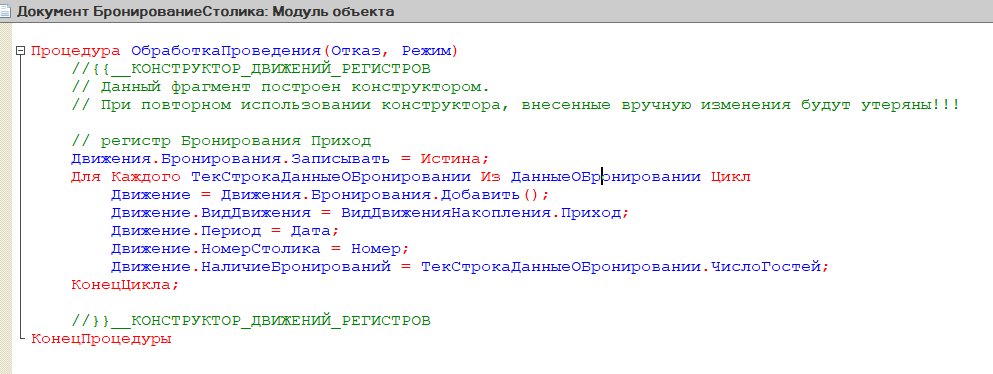 Документ БронированиеСтолика: Модуль объекта
Процедура ОбработкаПроведения(Отказ, Режим)
//{{__КОНСТРУКТОР_ДВИЖЕНИЙ_РЕГИСТРОВ
// Данный фрагмент построен конструктором.
// При повторном использовании конструктора, внесенные вручную изменения будут утеряны!!!
// регистр Бронирования Приход
Движения.Бронирования.Записывать = Истина;
Для Каждого ТекСтрокаДанныеОБронировании Из ДанныеОБронировании Цикл
Движение = Движения.Бронирования.Добавить();
Движение.ВидДвижения = ВидДвиженияНакопления.Приход;
Движение.Период = Дата;
Движение.НомерСтолика = Номер;
Движение.НаличиеБронирований = ТекСтрокаДанныеОБронировании.ЧислоГостей;
КонецЦикла;
//}}__КОНСТРУКТОР_ДВИЖЕНИЙ_РЕГИСТРОВ
КонецПроцедуры